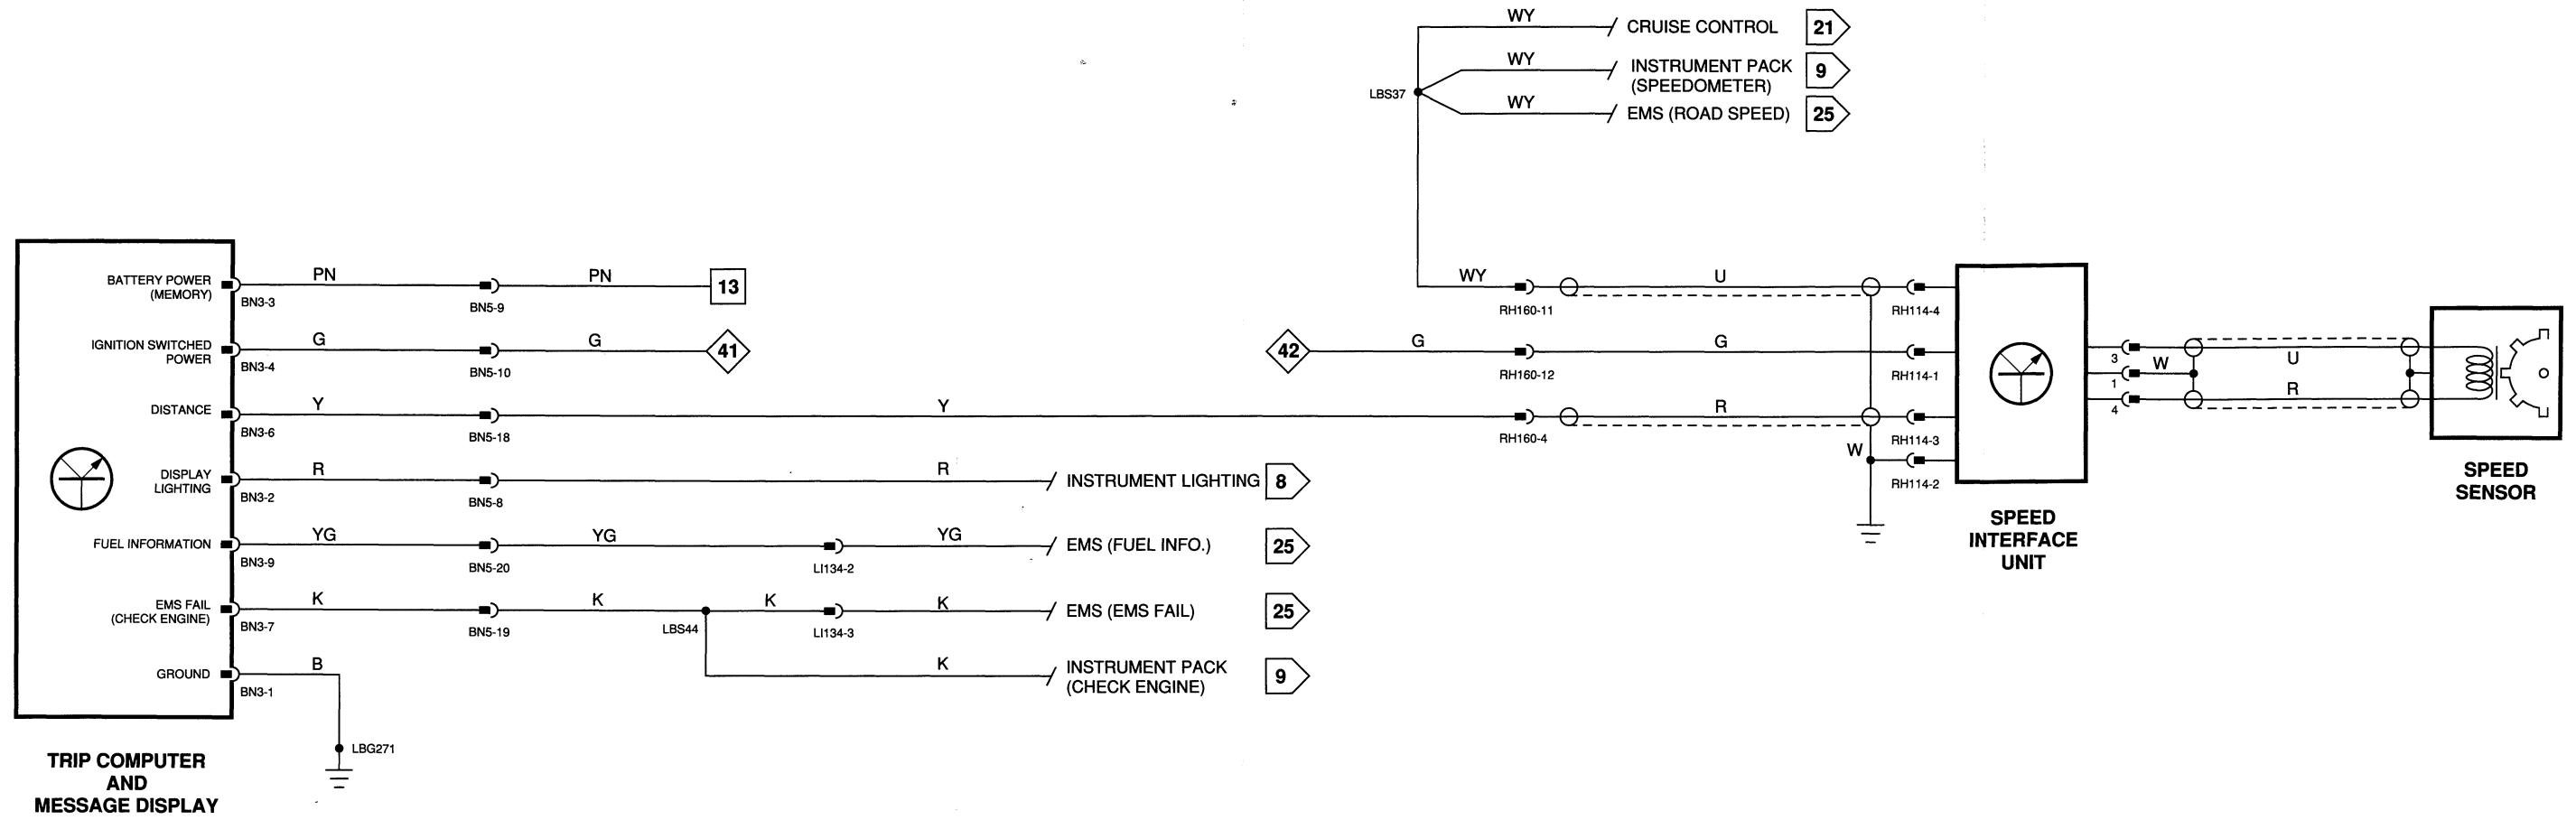 WY
CRUISE CONTROL
21
WY
INSTRUMENT PACK
(SPEEDOMETER)
9
LBS37
WY
EMS (ROAD SPEED)
25
BATTERY POWER
(MEMORY)
PN
BN3-3
BN5-9
PN
13
WY
RH160-11
U
RH114-4
IGNITION SWITCHED
POWER
G
BN3-4
BN5-10
G
41
42
G
RH160-12
G
RH114-1
DISTANCE
Y
BN3-6
BN5-18
Y
RH160-4
R
RH114-3
W
RH114-2
3
1
4
W
U
R
SPEED
SENSOR
SPEED
INTERFACE
UNIT
DISPLAY
LIGHTING
R
BN3-2
BN5-8
R
INSTRUMENT LIGHTING
8
FUEL INFORMATION
YG
BN3-9
BN5-20
YG
LI134-2
YG
EMS (FUEL INFO.)
25
EMS FAIL
(CHECK ENGINE)
K
BN3-7
BN5-19
K
LBS44
K
LI134-3
K
EMS (EMS FAIL)
25
K
INSTRUMENT PACK
(CHECK ENGINE)
9
GROUND
B
BN3-1
LBG271
TRIP COMPUTER
AND
MESSAGE DISPLAY